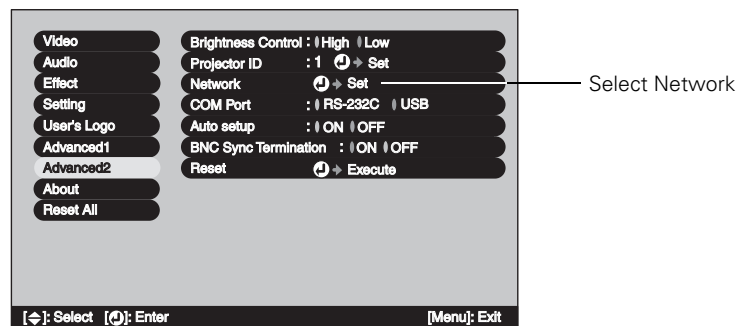 Video
Audio
Effect
Setting
User's Logo
Advanced1
Advanced2
About
Reset All
Brightness Control : High Low
Projector ID : 1 Set
Network Set
COM Port : RS-232C USB
Auto setup : ON OFF
BNC Sync Termination : ON OFF
Reset Execute
Select Network
[ ]: Select [ ]: Enter [Menu]: Exit